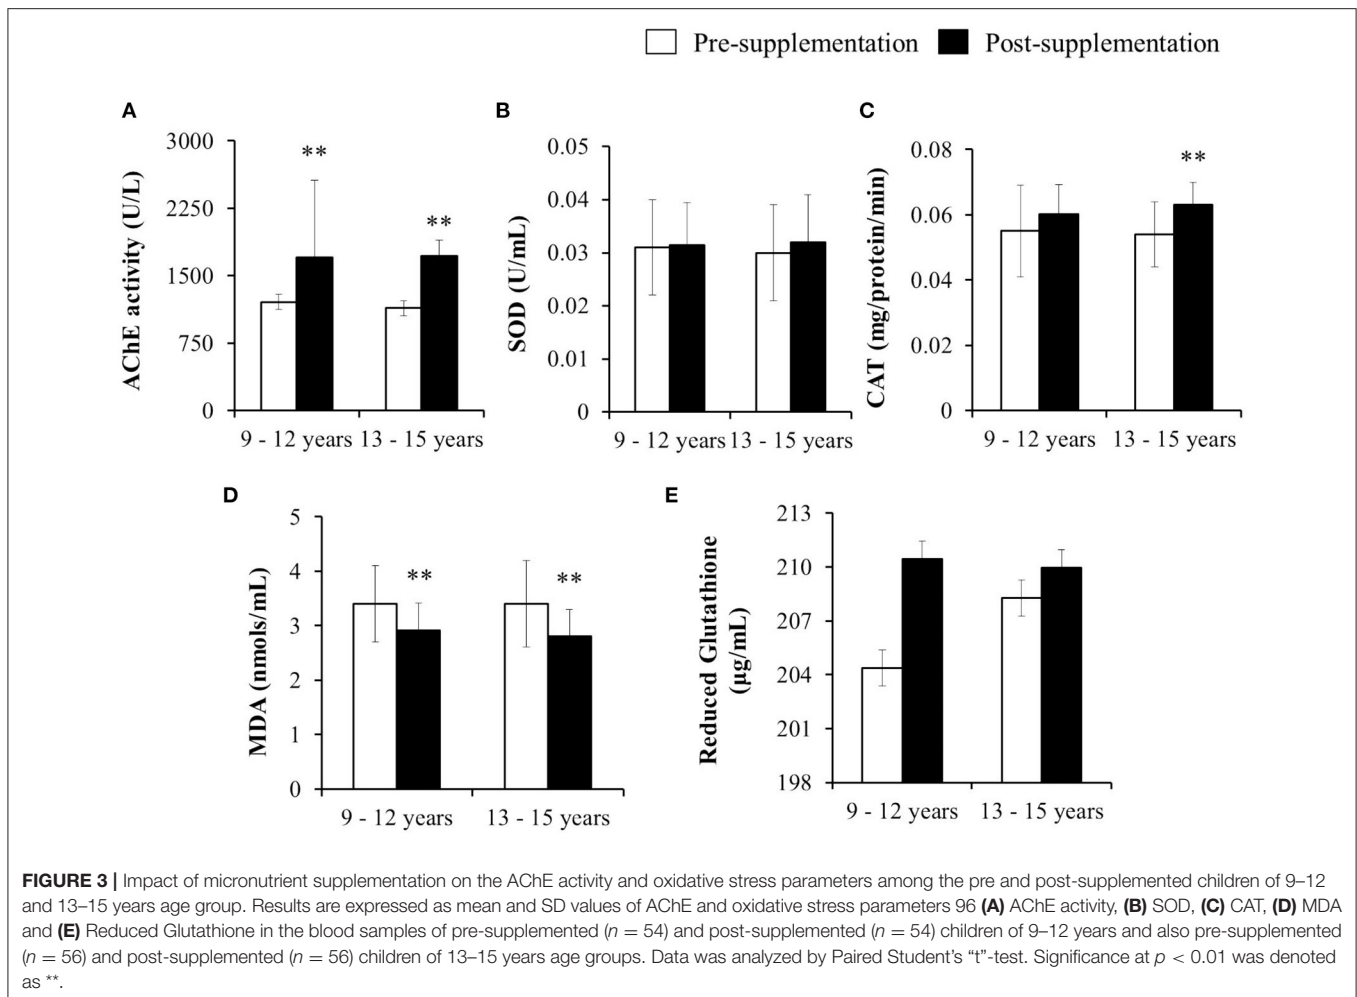 Pre-supplementation Post-supplementation
A
AChE activity (U/L)
3000
2250
1500
750
0
**
**
9 - 12 years 13 - 15 years
B
SOD (U/mL)
0.05
0.04
0.03
0.02
0.01
0
9 - 12 years 13 - 15 years
C
CAT (mg/protein/min)
0.08
0.06
0.04
0.02
0
**
9 - 12 years 13 - 15 years
D
MDA (nmols/mL)
5
4
3
2
1
0
**
**
9 - 12 years 13 - 15 years
E
Reduced Glutathione
(µg/mL)
213
210
207
204
201
198
9 - 12 years 13 - 15 years
FIGURE 3 | Impact of micronutrient supplementation on the AChE activity and oxidative stress parameters among the pre and post-supplemented children of 9–12
and 13–15 years age group. Results are expressed as mean and SD values of AChE and oxidative stress parameters 96 (A) AChE activity, (B) SOD, (C) CAT, (D) MDA
and (E) Reduced Glutathione in the blood samples of pre-supplemented (n = 54) and post-supplemented (n = 54) children of 9–12 years and also pre-supplemented
(n = 56) and post-supplemented (n = 56) children of 13–15 years age groups. Data was analyzed by Paired Student's “t”-test. Significance at p < 0.01 was denoted
as **.